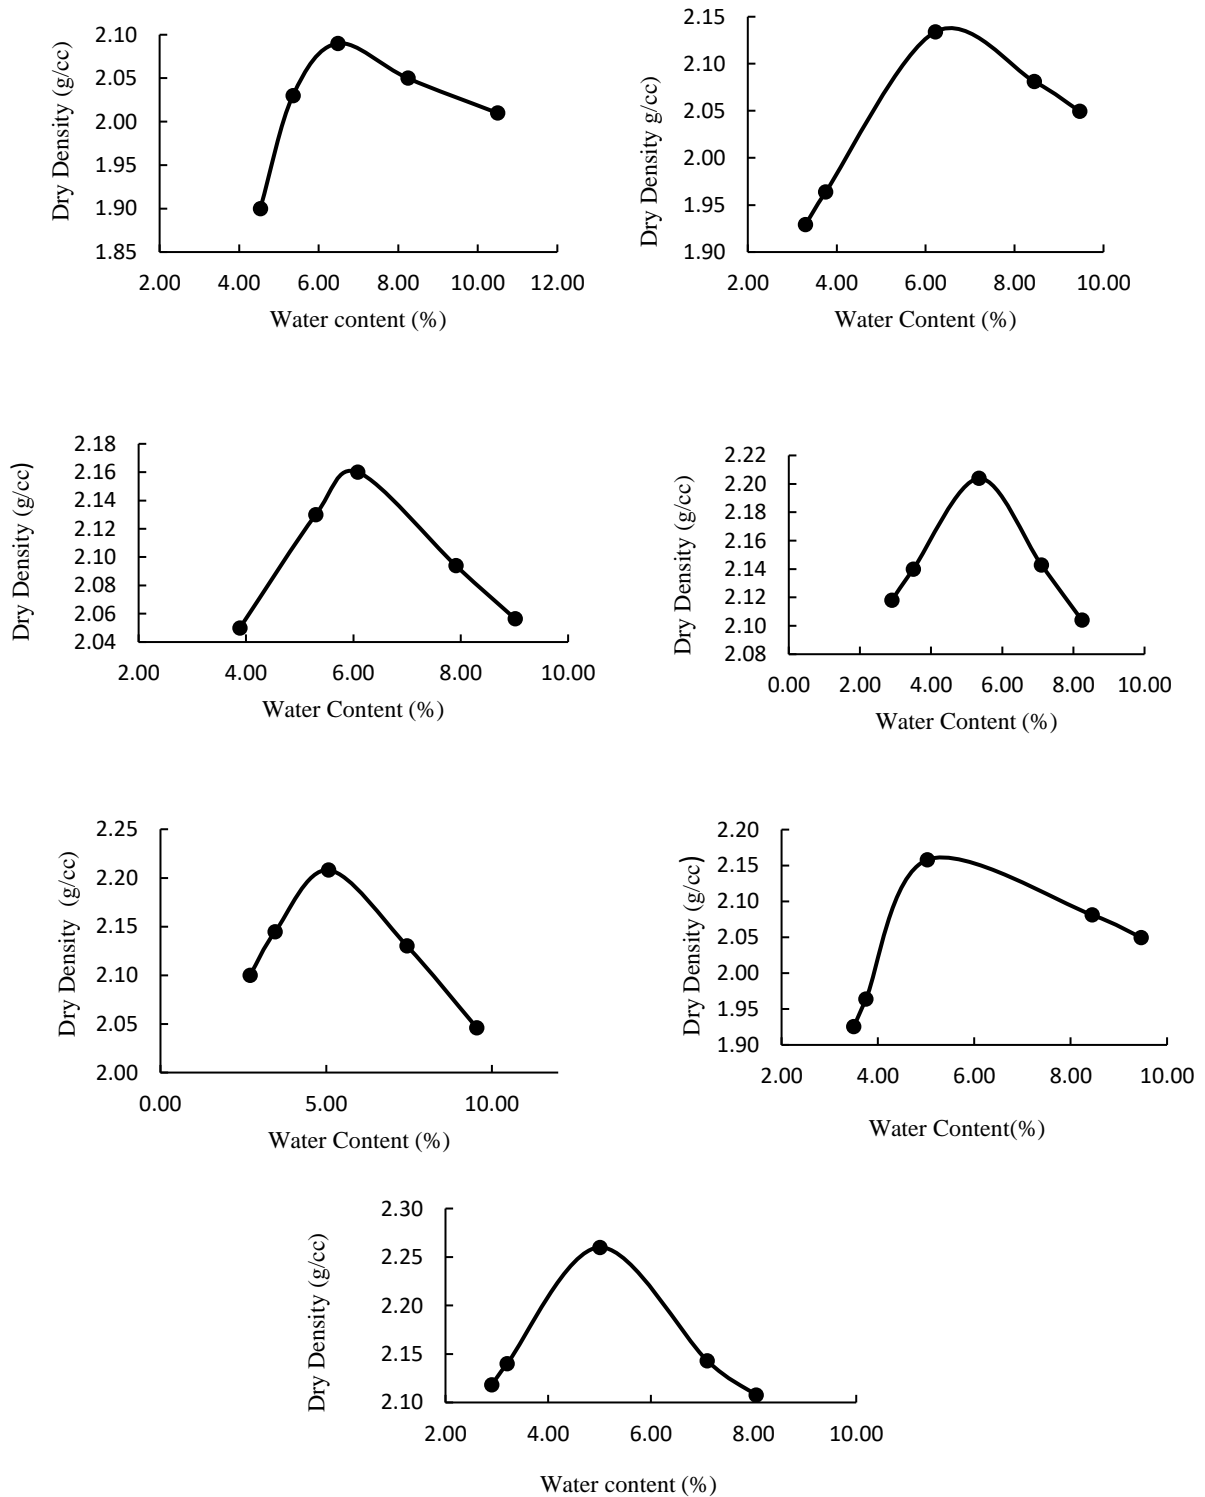 Dry Density (g/cc)
2.10
2.05
2.00
1.95
1.90
1.85
2.00 4.00 6.00 8.00 10.00 12.00
Water content (%)
Dry Density g/cc)
2.15
2.10
2.05
2.00
1.95
1.90
2.00 4.00 6.00 8.00 10.00
Water Content (%)
Dry Density (g/cc)
2.18
2.16
2.14
2.12
2.10
2.08
2.06
2.04
2.00 4.00 6.00 8.00 10.00
Water Content (%)
Dry Density (g/cc)
2.22
2.20
2.18
2.16
2.14
2.12
2.10
2.08
0.00 2.00 4.00 6.00 8.00 10.00
Water Content (%)
Dry Density (g/cc)
2.25
2.20
2.15
2.10
2.05
2.00
0.00 5.00 10.00
Water Content (%)
Dry Density (g/cc)
2.20
2.15
2.10
2.05
2.00
1.95
1.90
2.00 4.00 6.00 8.00 10.00
Water Content(%)
Dry Density (g/cc)
2.30
2.25
2.20
2.15
2.10
2.00 4.00 6.00 8.00 10.00
Water content (%)